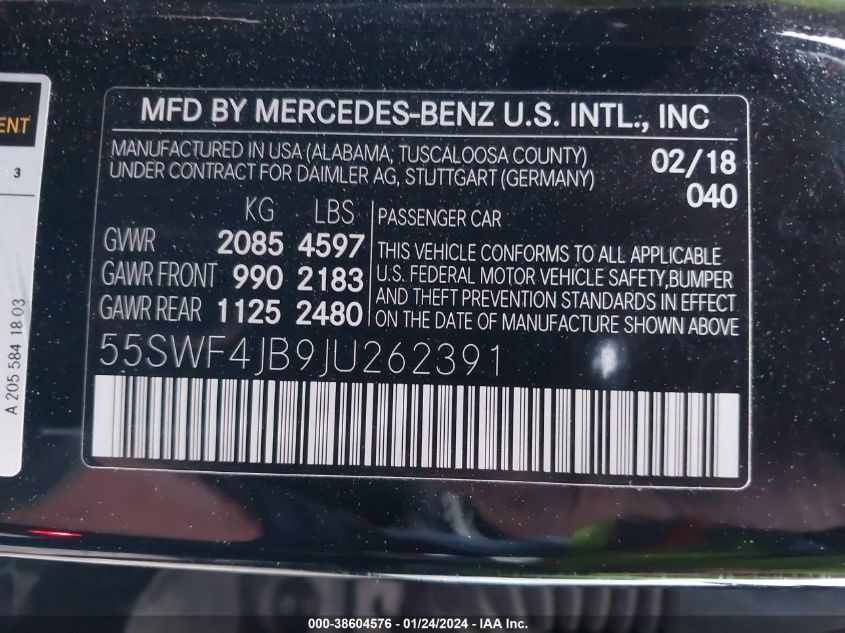 MFD BY MERCEDES-BENZ U.S. INTL., INC
MANUFACTURED IN USA (ALABAMA, TUSCALOOSA COUNTY)
UNDER CONTRACT FOR DAIMLER AG, STUTTGART (GERMANY)
02/18
040
KG LBS
GVWR 2085 4597
GAWR FRONT 990 2183
GAWR REAR 1125 2480
PASSENGER CAR
THIS VEHICLE CONFORMS TO ALL APPLICABLE
U.S. FEDERAL MOTOR VEHICLE SAFETY,BUMPER
AND THEFT PREVENTION STANDARDS IN EFFECT
ON THE DATE OF MANUFACTURE SHOWN ABOVE
55SWF4JB9JU262391
3
A 205 584 18 03
000-38604576 - 01/24/2024 - IAA Inc.